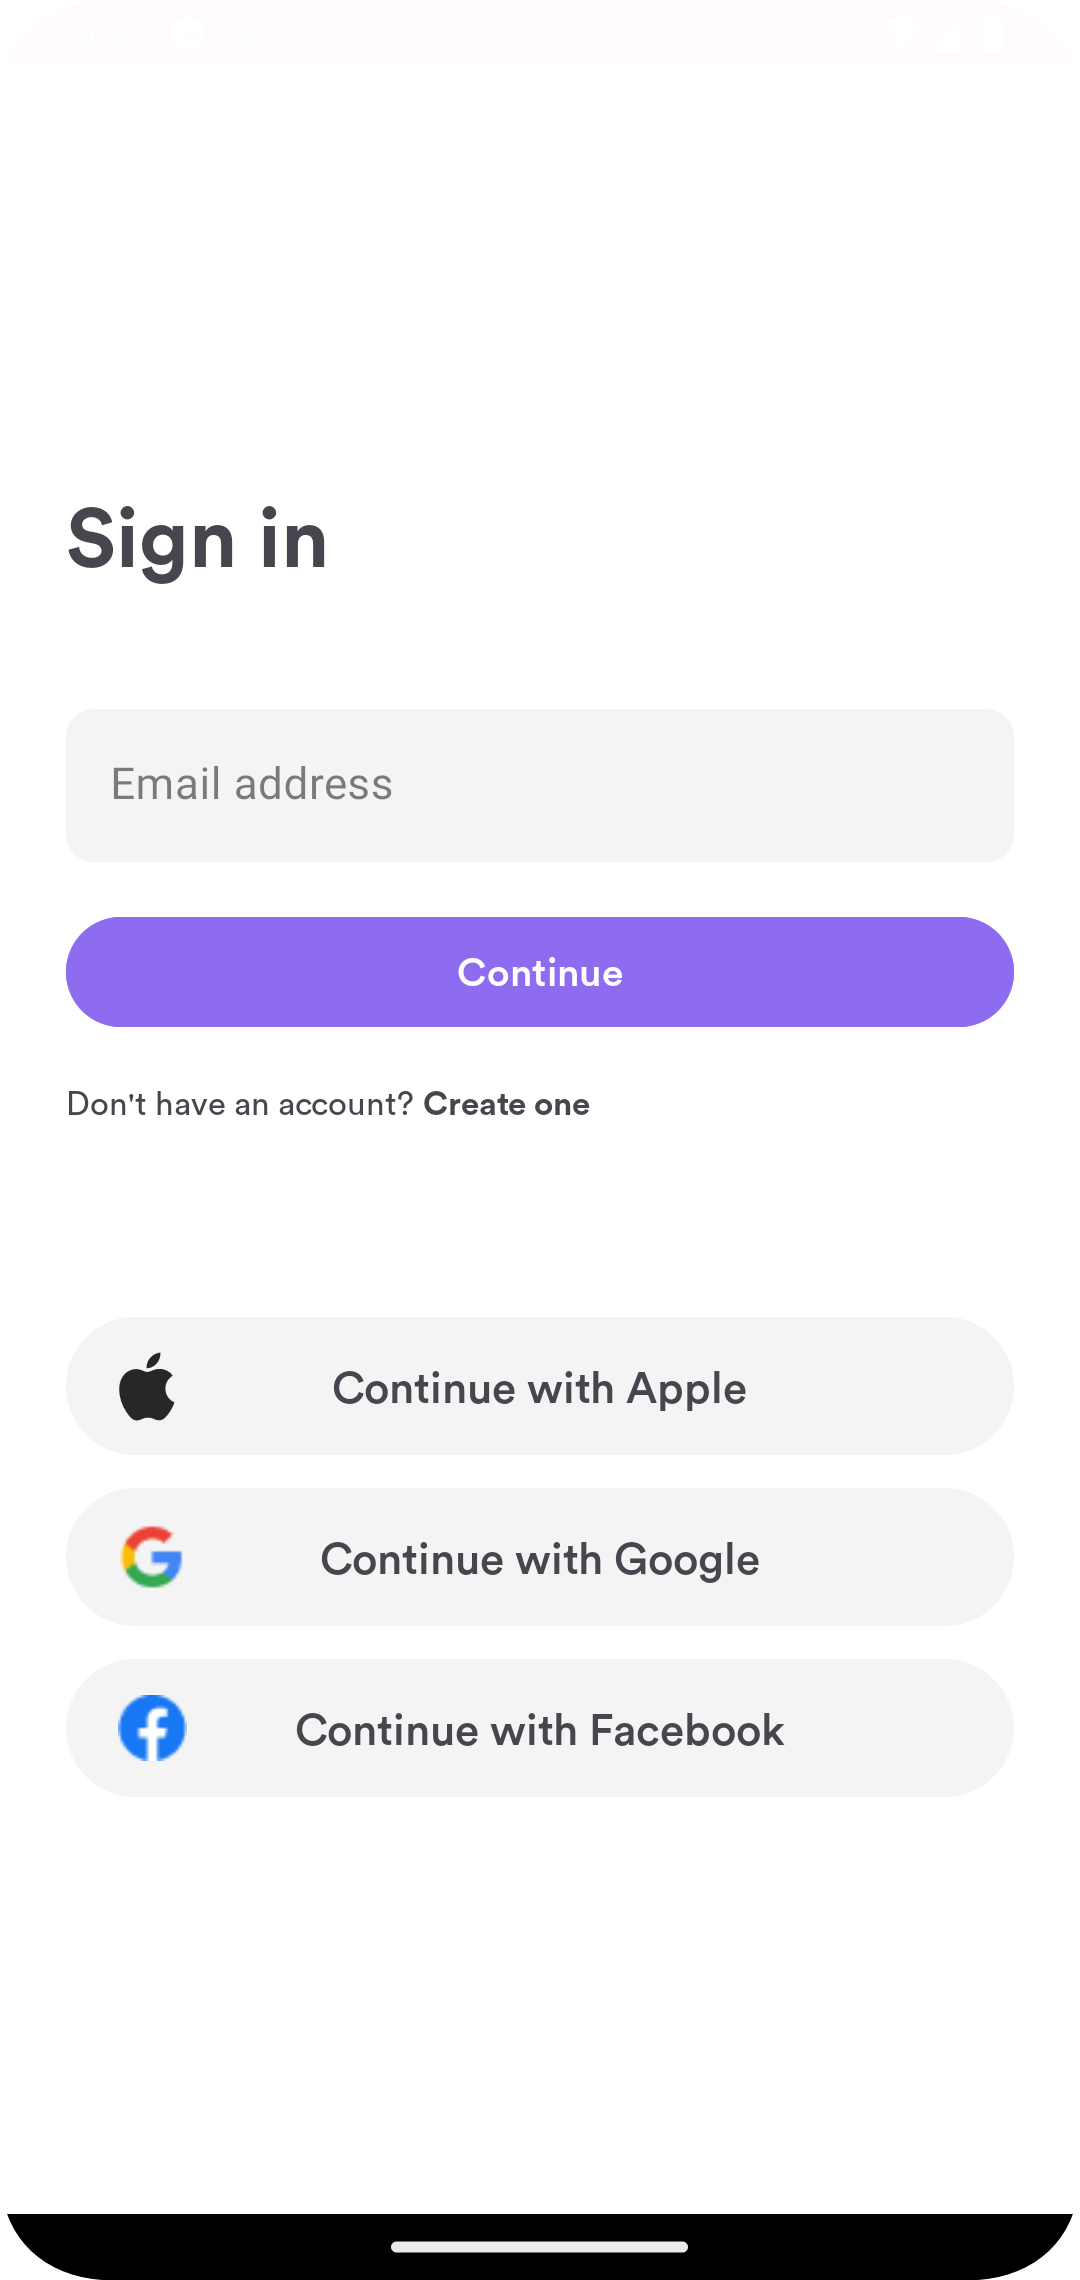 Sign in
Email address
Continue
Don't have an account? Create one
Continue with Apple
Continue with Google
Continue with Facebook